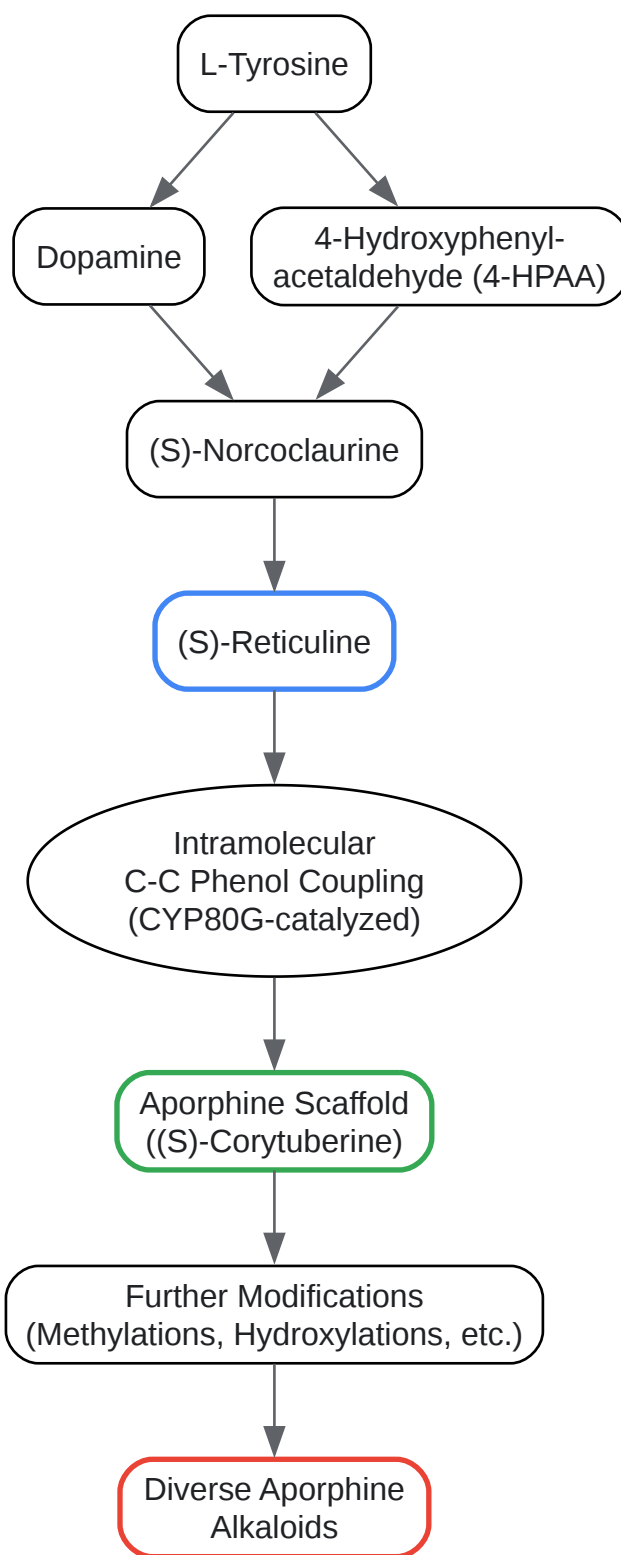 L-Tyrosine
Dopamine
4-Hydroxyphenyl-
acetaldehyde (4-HPAA)
(S)-Norcoclaurine
(S)-Reticuline
Intramolecular
C-C Phenol Coupling
(CYP80G-catalyzed)
Aporphine Scaffold
((S)-Corytuberine)
Further Modifications
(Methylations, Hydroxylations, etc.)
Diverse Aporphine
Alkaloids